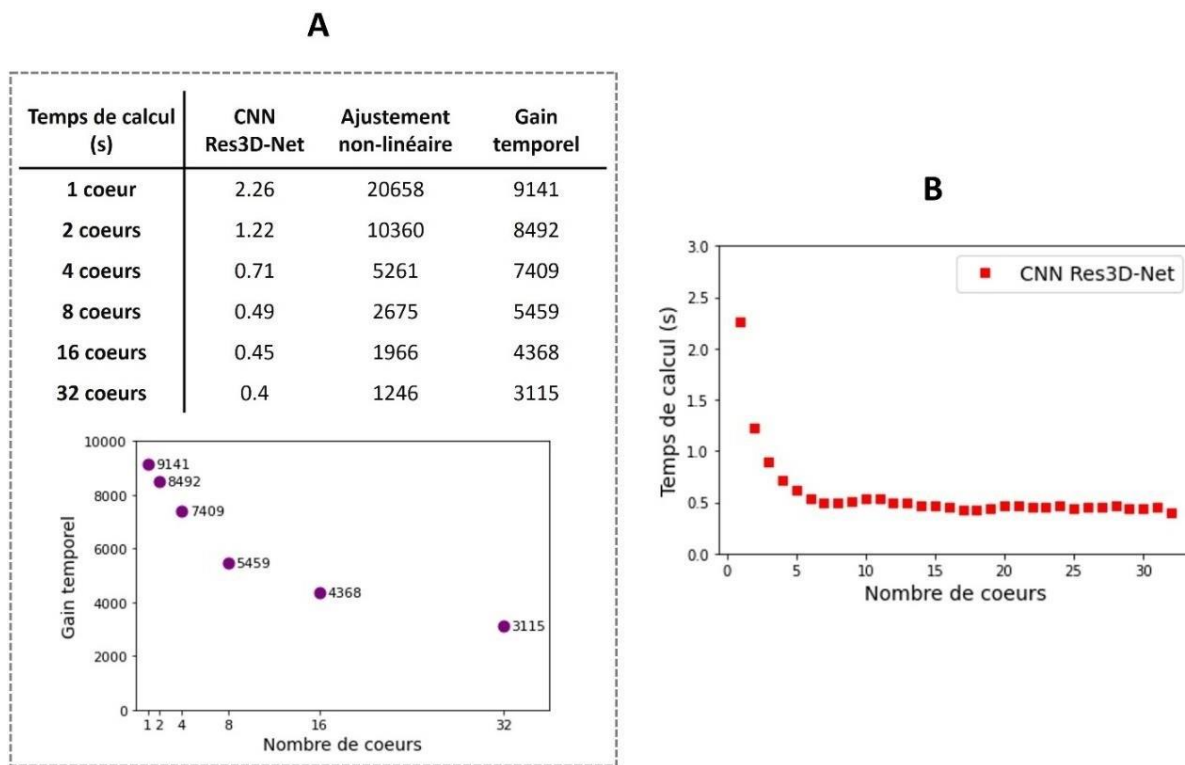 A
Temps de calcul (s) CNN Res3D-Net Ajustement non-linéaire Gain temporel
1 coeur 2.26 20658 9141
2 coeurs 1.22 10360 8492
4 coeurs 0.71 5261 7409
8 coeurs 0.49 2675 5459
16 coeurs 0.45 1966 4368
32 coeurs 0.4 1246 3115
Gain temporel
10000
8000
6000
4000
2000
0
9141
8492
7409
5459
4368
3115
1 2 4 8 16 32
Nombre de coeurs
B
Temps de calcul (s)
3.0
2.5
2.0
1.5
1.0
0.5
0.0
CNN Res3D-Net
0 5 10 15 20 25 30
Nombre de coeurs